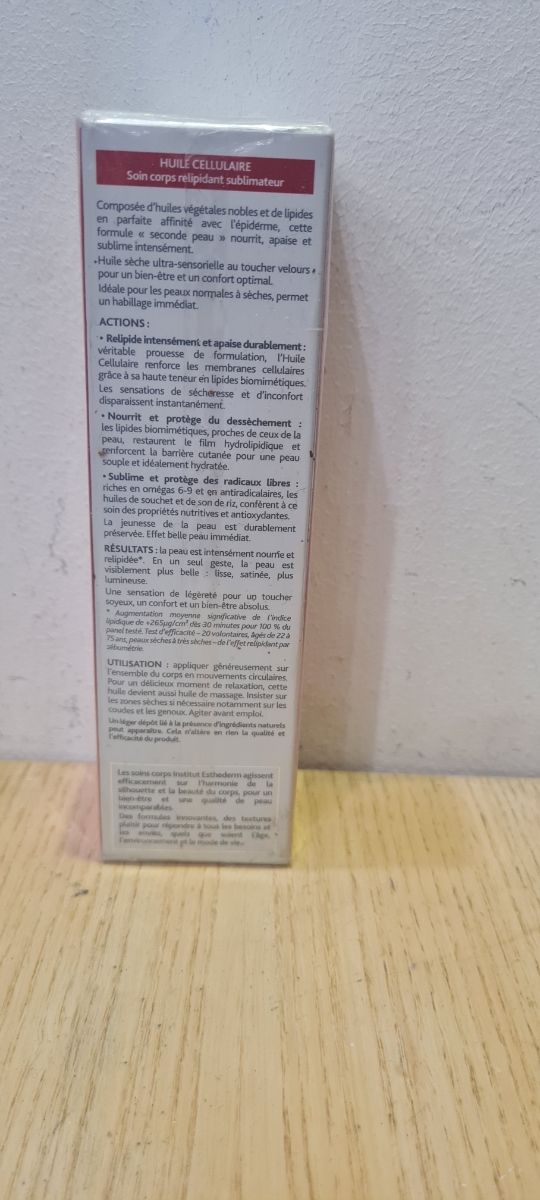 HUILE CELLULAIRE
Soin corps relipidant sublimateur
Composée d'huiles végétales nobles et de lipides
en parfaite affinité avec l'épiderme, cette
formule « seconde peau » nourrit, apaise et
sublime intensément.
Huile sèche ultra-sensorielle au toucher velours
pour un bien-être et un confort optimal.
Idéale pour les peaux normales à sèches, permet
un habillage immédiat.
ACTIONS :
• Relipide intensément et apaise durablement :
véritable prouesse de formulation, l'Huile
Cellulaire renforce les membranes cellulaires
grâce à sa haute teneur en lipides biomimétiques.
Les sensations de sécheresse et d'inconfort
disparaissent instantanément.
• Nourrit et protège du dessèchement :
les lipides biomimétiques, proches de ceux de la
peau, restaurent le film hydrolipidique et
renforcent la barrière cutanée pour une peau
souple et idéalement hydratée.
• Sublime et protège des radicaux libres :
riches en omégas 6-9 et en antiradicalaires, les
huiles de souchet et de son de riz, confèrent à ce
soin des propriétés nutritives et antioxydantes.
La jeunesse de la peau est durablement
préservée. Effet belle peau immédiat.
RÉSULTATS : la peau est intensément nourrie et
relipidée*. En un seul geste, la peau est
visiblement plus belle : lisse, satinée, plus
lumineuse.
Une sensation de légèreté pour un toucher
soyeux, un confort et un bien-être absolus.
* Augmentation moyenne significative de l'indice
lipidique de +265µg/cm² dès 30 minutes pour 100 % du
panel testé. Test d'efficacité – 20 volontaires, âgés de 22 à
75 ans, peaux sèches à très sèches – de l'effet relipidant par
sébumétrie.
UTILISATION : appliquer généreusement sur
l'ensemble du corps en mouvements circulaires.
Pour un délicieux moment de relaxation, cette
huile devient aussi huile de massage. Insister sur
les zones sèches si nécessaire notamment sur les
coudes et les genoux. Agiter avant emploi.
Un léger dépôt lié à la présence d'ingrédients naturels
peut apparaître. Cela n'altère en rien la qualité et
l'efficacité du produit.
Les soins corps Institut Esthederm agissent
efficacement sur l'harmonie de la
silhouette et la beauté du corps, pour un
bien-être et une qualité de peau
incomparables.
Des formules innovantes, des textures
plaisir pour répondre à tous les besoins et
les envies, quels que soient l'âge,
l'environnement et le mode de vie.